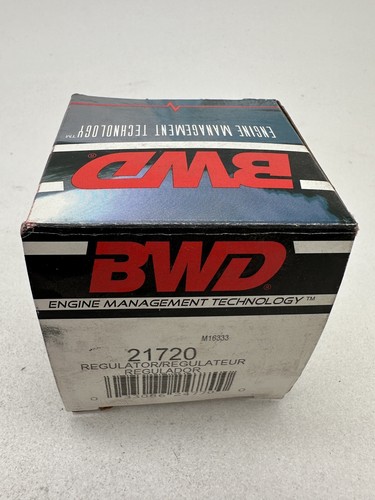 ENGINE MANAGEMENT TECHNOLOGY™
BWD®
BWD®
ENGINE MANAGEMENT TECHNOLOGY™
M16333
21720
REGULATOR/REGULATEUR
REGULADOR